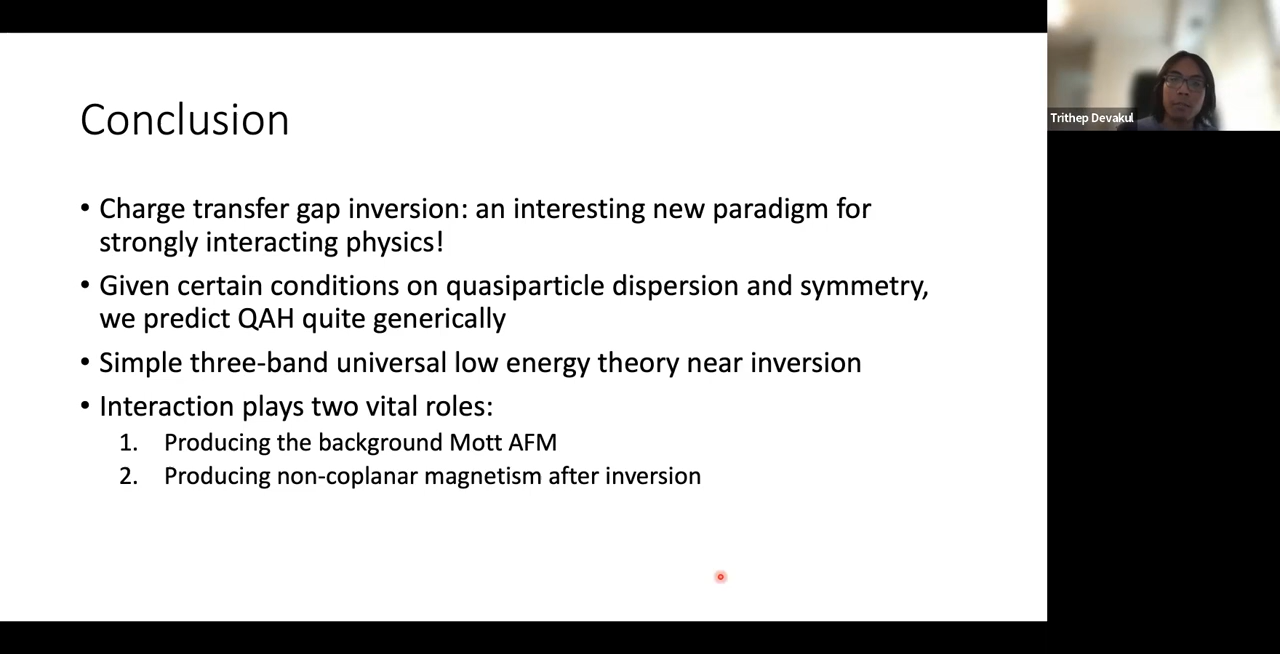 Conclusion
• Charge transfer gap inversion: an interesting new paradigm for
strongly interacting physics!
• Given certain conditions on quasiparticle dispersion and symmetry,
we predict QAH quite generically
• Simple three-band universal low energy theory near inversion
• Interaction plays two vital roles:
1. Producing the background Mott AFM
2. Producing non-coplanar magnetism after inversion
Trithep Devakul